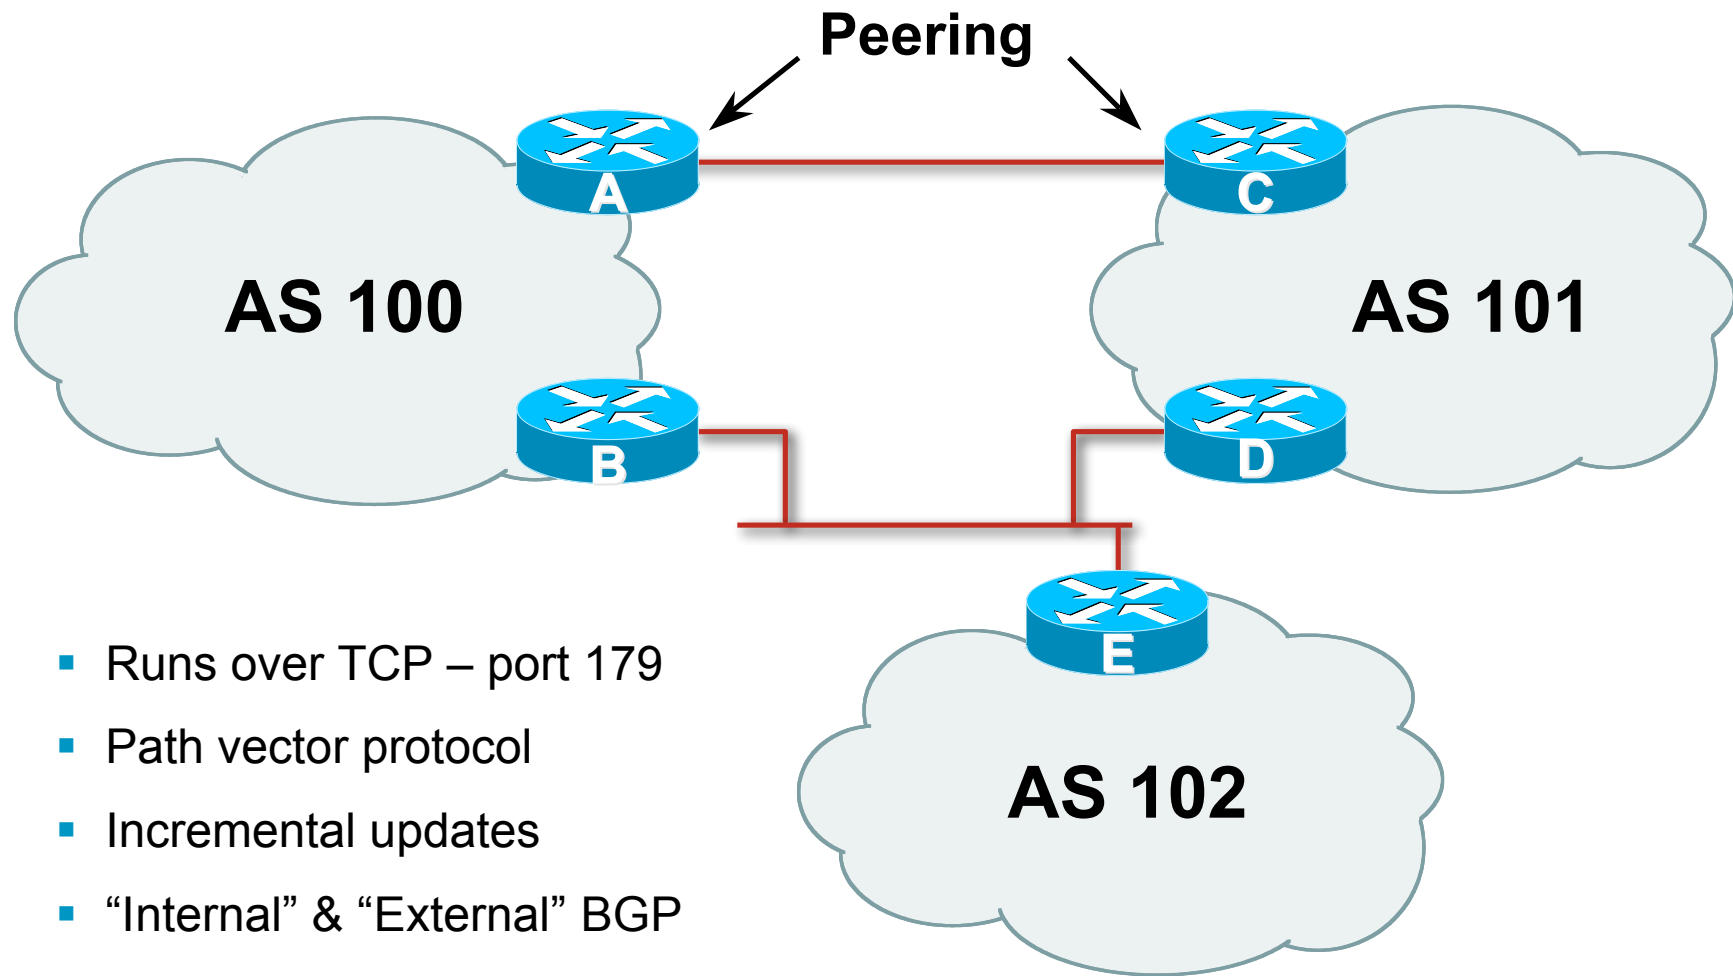 Peering
A
C
AS 100
AS 101
B
D
E
AS 102
▪ Runs over TCP – port 179
▪ Path vector protocol
▪ Incremental updates
▪ “Internal” & “External” BGP